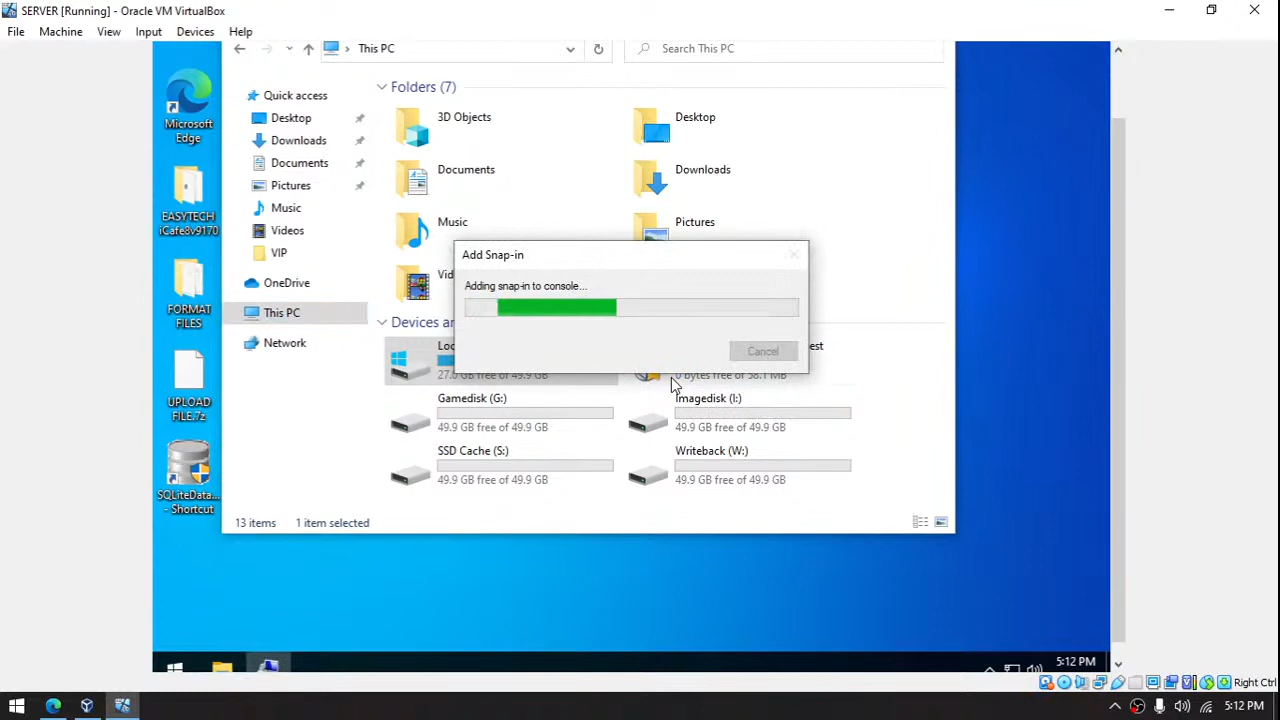 SERVER [Running] - Oracle VM VirtualBox
File Machine View Input Devices Help
This PC
Search This PC
Microsoft Edge
EASYTECH iCafe8v9170
FORMAT FILES
UPLOAD FILE.7z
SQLiteData... - Shortcut
Quick access
Desktop
Downloads
Documents
Pictures
Music
Videos
VIP
OneDrive
This PC
Network
Folders (7)
3D Objects
Desktop
Documents
Downloads
Music
Pictures
Vid
Add Snap-in
Adding snap-in to console...
Cancel
Devices an
Loc
27.0 GB free of 49.9 GB
est
0 bytes free of 58.1 MB
Gamedisk (G:)
49.9 GB free of 49.9 GB
Imagedisk (I:)
49.9 GB free of 49.9 GB
SSD Cache (S:)
49.9 GB free of 49.9 GB
Writeback (W:)
49.9 GB free of 49.9 GB
13 items 1 item selected
5:12 PM
Right Ctrl
5:12 PM